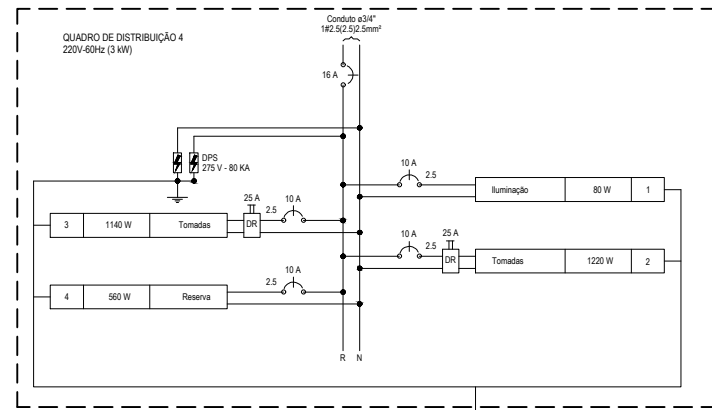 Conduto ø3/4"
1#2.5(2.5)2.5mm²
QUADRO DE DISTRIBUIÇÃO 4
220V-60Hz (3 kW)
16 A
DPS
275 V - 80 KA
10 A
2.5
Iluminação 80 W 1
25 A
10 A
2.5
3 1140 W Tomadas DR
10 A
25 A
2.5
DR Tomadas 1220 W 2
10 A
2.5
4 560 W Reserva
R N